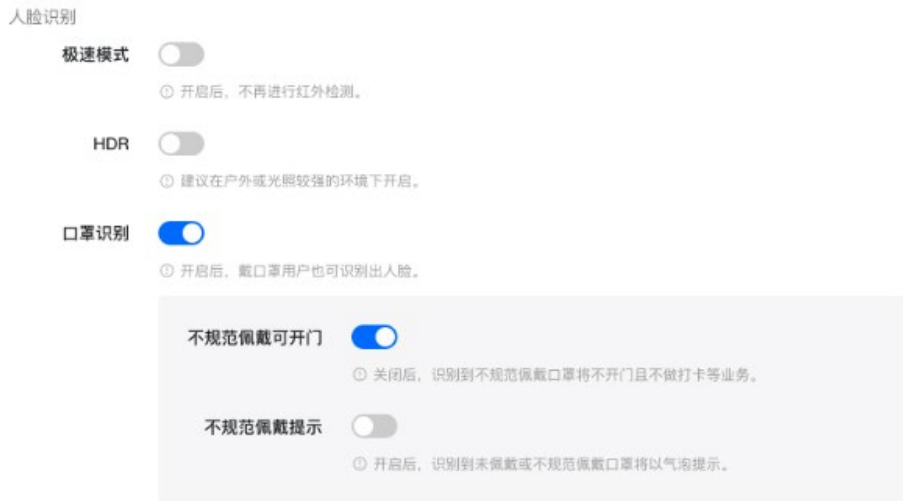 人脸识别
极速模式
开启后，不再进行红外检测。
HDR
建议在户外或光照较强的环境下开启。
口罩识别
开启后，戴口罩用户也可识别出人脸。
不规范佩戴可开门
关闭后，识别到不规范佩戴口罩将不开门且不做打卡等业务。
不规范佩戴提示
开启后，识别到未佩戴或不规范佩戴口罩将以气泡提示。